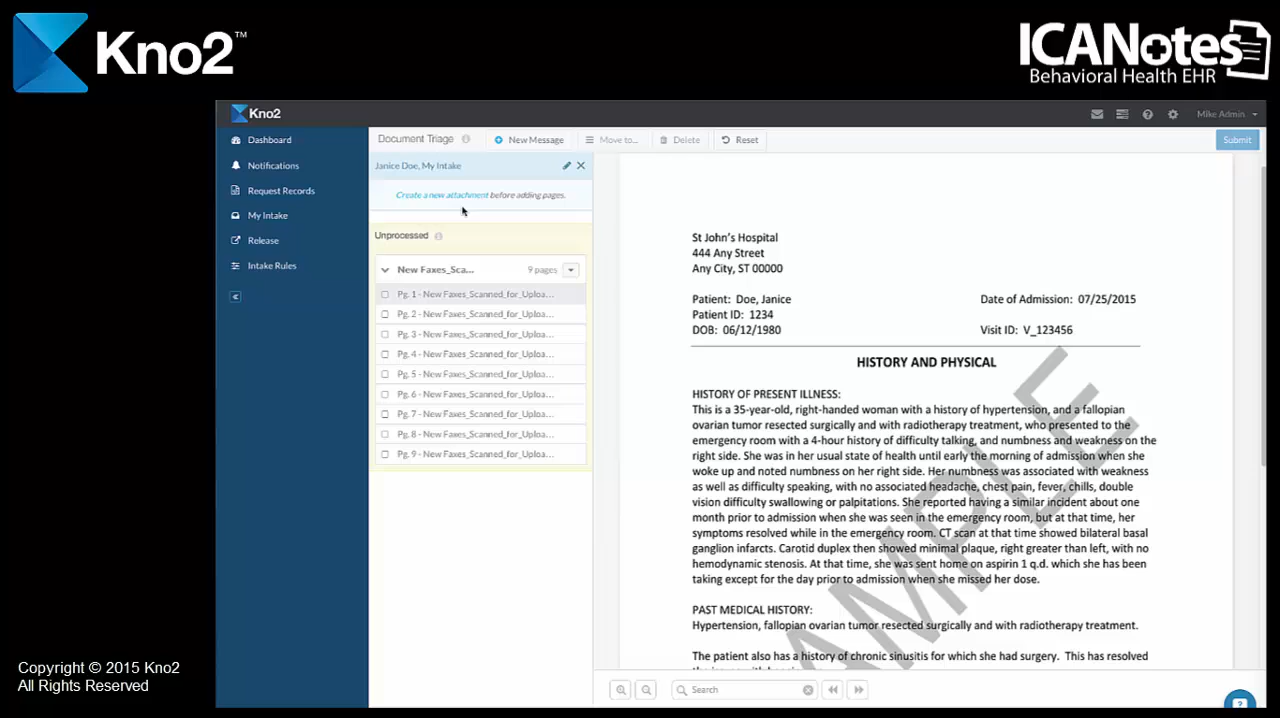 Kno2™
ICANotes
Behavioral Health EHR
Kno2
Mike Admin
Dashboard
Notifications
Request Records
My Intake
Release
Intake Rules
Document Triage
New Message
Move to...
Delete
Reset
Submit
Janice Doe, My Intake
Create a new attachment before adding pages.
Unprocessed
New Faxes_Sca... 9 pages
Pg. 1 - New Faxes_Scanned_for_Uploa...
Pg. 2 - New Faxes_Scanned_for_Uploa...
Pg. 3 - New Faxes_Scanned_for_Uploa...
Pg. 4 - New Faxes_Scanned_for_Uploa...
Pg. 5 - New Faxes_Scanned_for_Uploa...
Pg. 6 - New Faxes_Scanned_for_Uploa...
Pg. 7 - New Faxes_Scanned_for_Uploa...
Pg. 8 - New Faxes_Scanned_for_Uploa...
Pg. 9 - New Faxes_Scanned_for_Uploa...
St John's Hospital
444 Any Street
Any City, ST 00000
Patient: Doe, Janice Date of Admission: 07/25/2015
Patient ID: 1234
DOB: 06/12/1980 Visit ID: V_123456
HISTORY AND PHYSICAL
HISTORY OF PRESENT ILLNESS:
This is a 35-year-old, right-handed woman with a history of hypertension, and a fallopian
ovarian tumor resected surgically and with radiotherapy treatment, who presented to the
emergency room with a 4-hour history of difficulty talking, and numbness and weakness on the
right side. She was in her usual state of health until early the morning of admission when she
woke up and noted numbness on her right side. Her numbness was associated with weakness
as well as difficulty speaking, with no associated headache, chest pain, fever, chills, double
vision difficulty swallowing or palpitations. She reported having a similar incident about one
month prior to admission when she was seen in the emergency room, but at that time, her
symptoms resolved while in the emergency room. CT scan at that time showed bilateral basal
ganglion infarcts. Carotid duplex then showed minimal plaque, right greater than left, with no
hemodynamic stenosis. At that time, she was sent home on aspirin 1 q.d. which she has been
taking except for the day prior to admission when she missed her dose.
PAST MEDICAL HISTORY:
Hypertension, fallopian ovarian tumor resected surgically and with radiotherapy treatment.
The patient also has a history of chronic sinusitis for which she had surgery. This has resolved
Search
Copyright © 2015 Kno2
All Rights Reserved